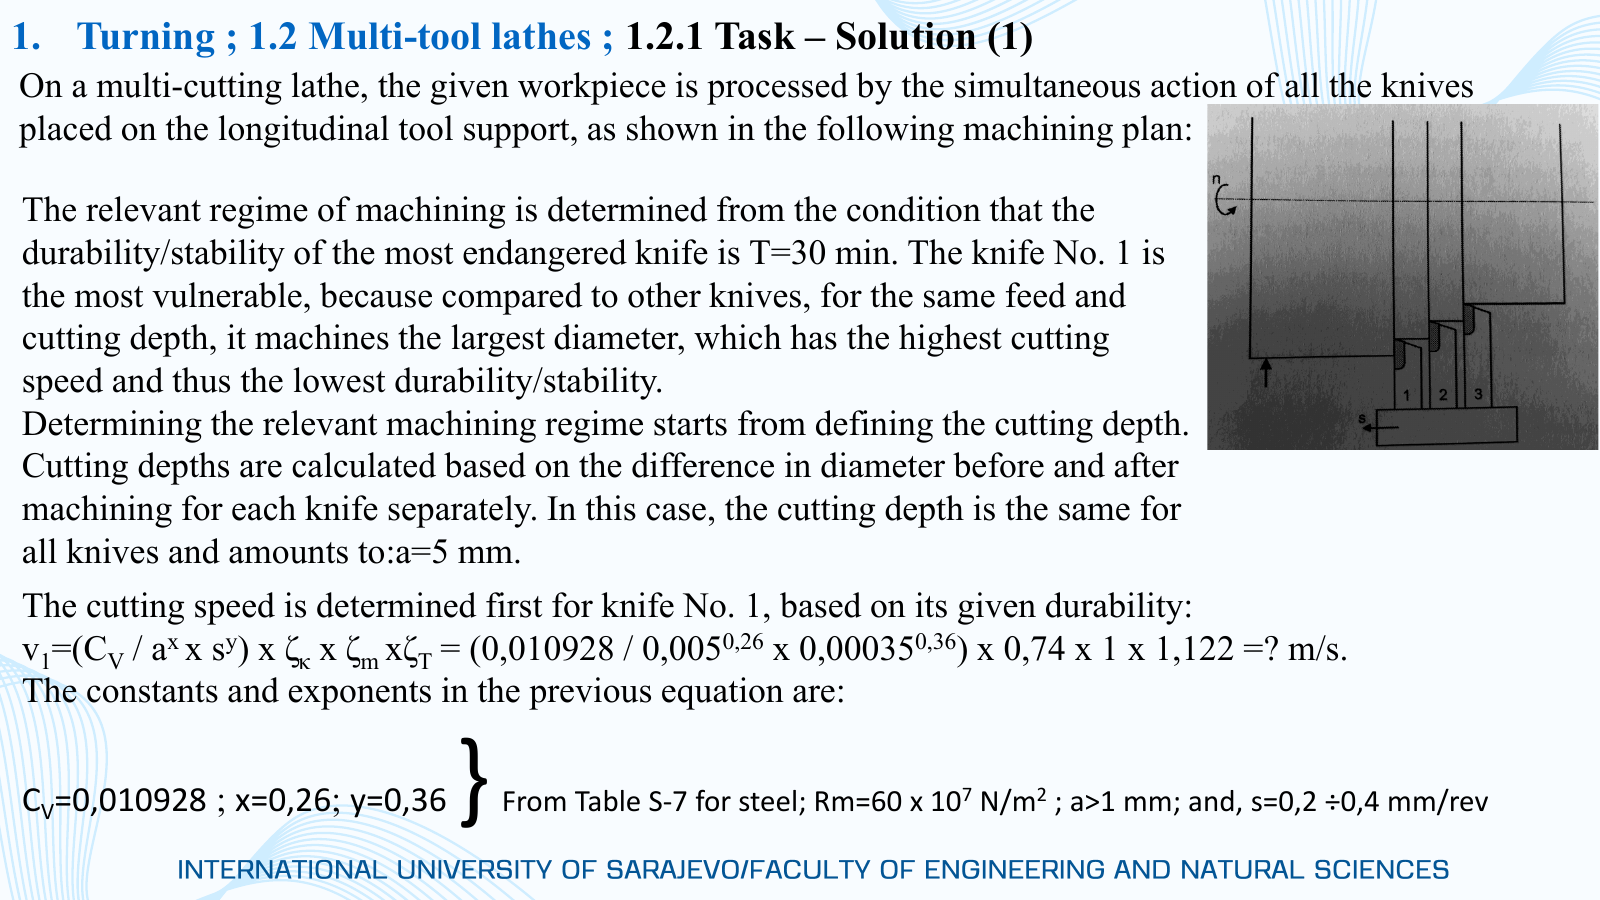 1. Turning ; 1.2 Multi-tool lathes ; 1.2.1 Task – Solution (1)
On a multi-cutting lathe, the given workpiece is processed by the simultaneous action of all the knives
placed on the longitudinal tool support, as shown in the following machining plan:
n
1 2 3
s
The relevant regime of machining is determined from the condition that the
durability/stability of the most endangered knife is T=30 min. The knife No. 1 is
the most vulnerable, because compared to other knives, for the same feed and
cutting depth, it machines the largest diameter, which has the highest cutting
speed and thus the lowest durability/stability.
Determining the relevant machining regime starts from defining the cutting depth.
Cutting depths are calculated based on the difference in diameter before and after
machining for each knife separately. In this case, the cutting depth is the same for
all knives and amounts to:a=5 mm.
The cutting speed is determined first for knife No. 1, based on its given durability:
v₁=(C_V / aˣ x sʸ) x ζ_κ x ζ_m xζ_T = (0,010928 / 0,005^0,26 x 0,00035^0,36) x 0,74 x 1 x 1,122 =? m/s.
The constants and exponents in the previous equation are:
C_V=0,010928 ; x=0,26; y=0,36 } From Table S-7 for steel; Rm=60 x 10⁷ N/m² ; a>1 mm; and, s=0,2 ÷0,4 mm/rev
INTERNATIONAL UNIVERSITY OF SARAJEVO/FACULTY OF ENGINEERING AND NATURAL SCIENCES